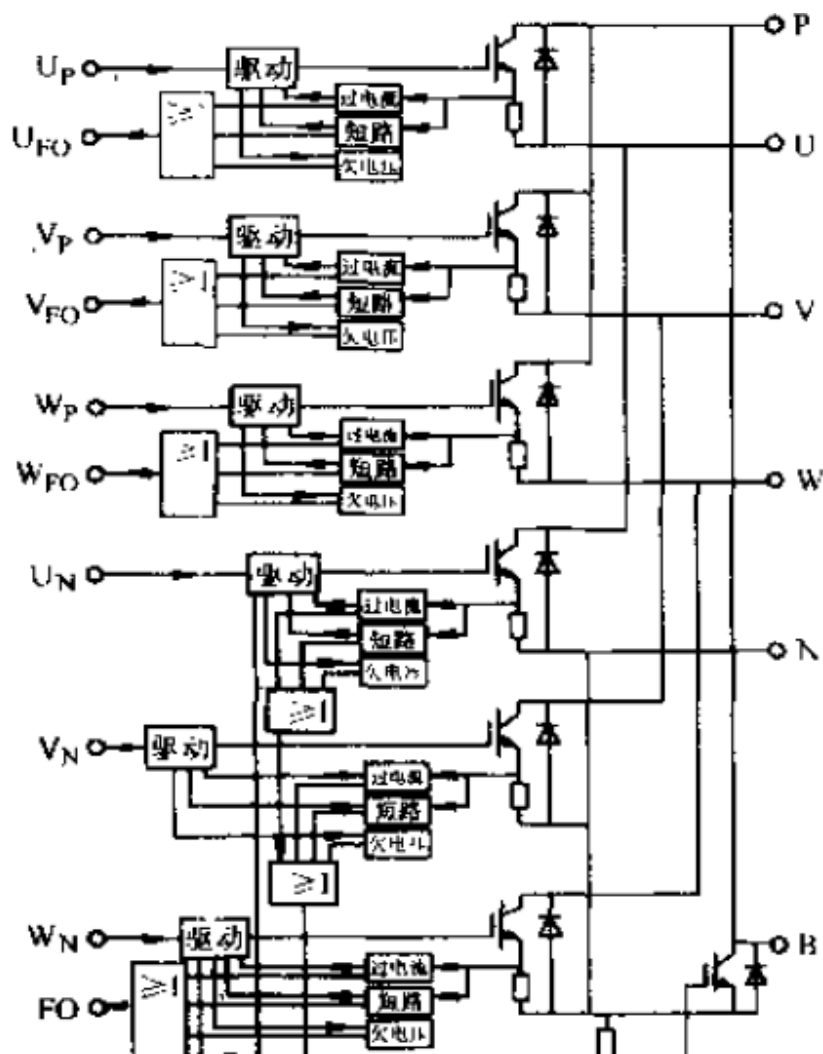 P
U_P 驱动
过电流
U_FO ≥1 短路 U
欠电压
V_P 驱动
过电流
V_FO ≥1 短路 V
欠电压
W_P 驱动
过电流
W_FO ≥1 短路 W
欠电压
U_N 驱动
过电流
短路 N
欠电压
≥1
V_N 驱动
过电流
短路
欠电压
≥1
W_N 驱动 B
过电流
FO ≥1 短路
欠电压